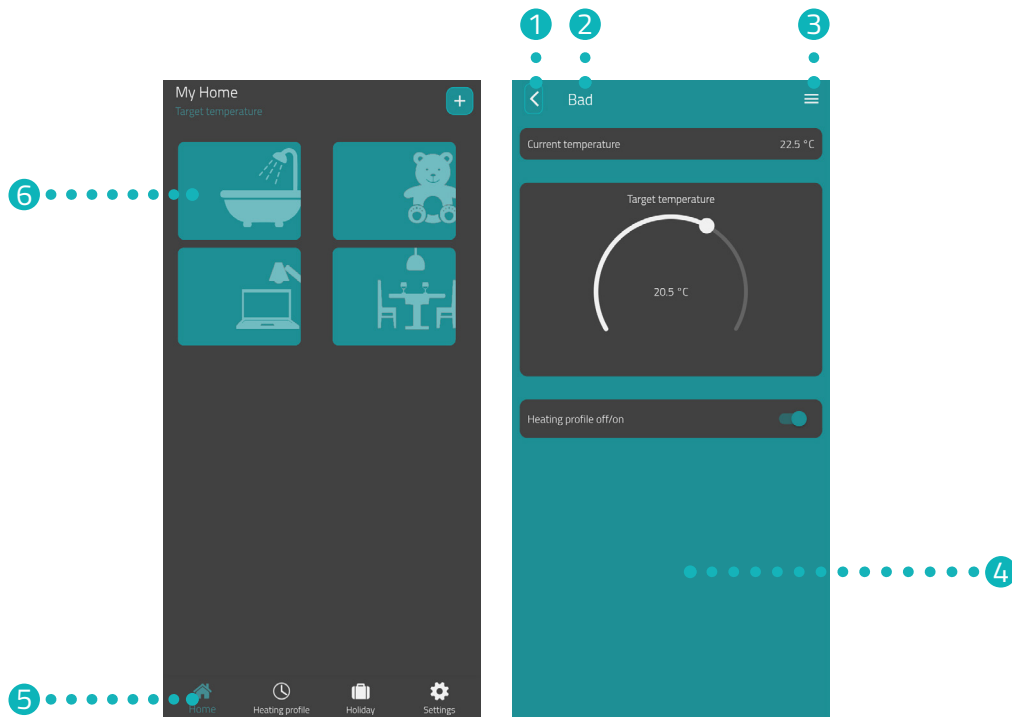 1 2 3
My Home
Target temperature
+
Bad
Current temperature 22.5 °C
6
Target temperature
20.5 °C
Heating profile off/on
4
5
Home Heating profile Holiday Settings